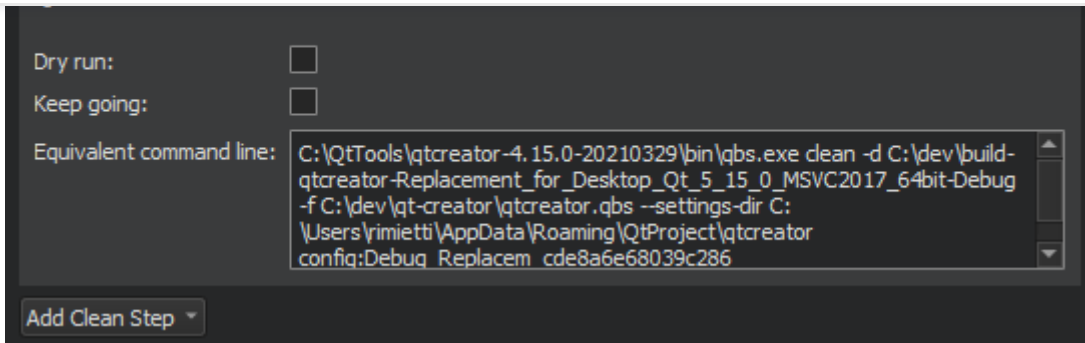 Dry run:
Keep going:
Equivalent command line:
C:\QtTools\qtcreator-4.15.0-20210329\bin\qbs.exe clean -d C:\dev\build-
qtcreator-Replacement_for_Desktop_Qt_5_15_0_MSVC2017_64bit-Debug
-f C:\dev\qt-creator\qtcreator.qbs --settings-dir C:
\Users\rimietti\AppData\Roaming\QtProject\qtcreator
config:Debug_Replacem_cde8a6e68039c286
Add Clean Step